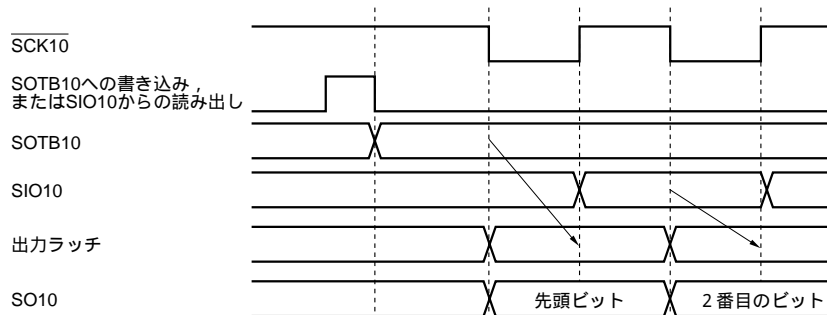 SCK10
SOTB10への書き込み，
またはSIO10からの読み出し
SOTB10
SIO10
出力ラッチ
SO10
先頭ビット
2番目のビット